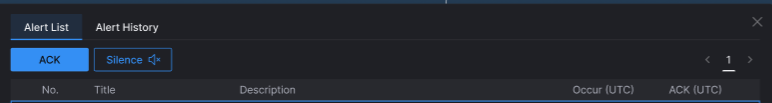 Alert List Alert History
ACK Silence 1
No. Title Description Occur (UTC) ACK (UTC)